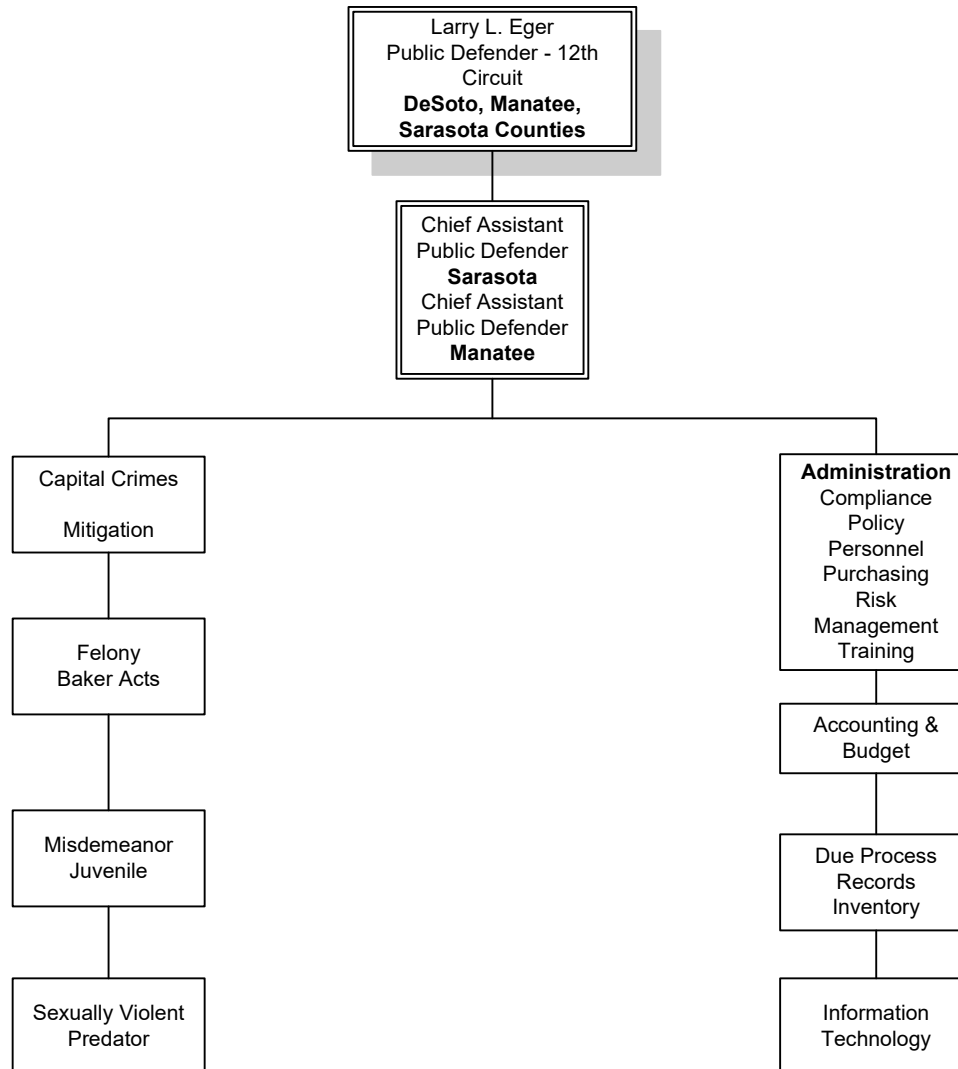 Larry L. Eger
Public Defender - 12th
Circuit
DeSoto, Manatee,
Sarasota Counties
Chief Assistant
Public Defender
Sarasota
Chief Assistant
Public Defender
Manatee
Capital Crimes
Mitigation
Felony
Baker Acts
Misdemeanor
Juvenile
Sexually Violent
Predator
Administration
Compliance
Policy
Personnel
Purchasing
Risk
Management
Training
Accounting &
Budget
Due Process
Records
Inventory
Information
Technology